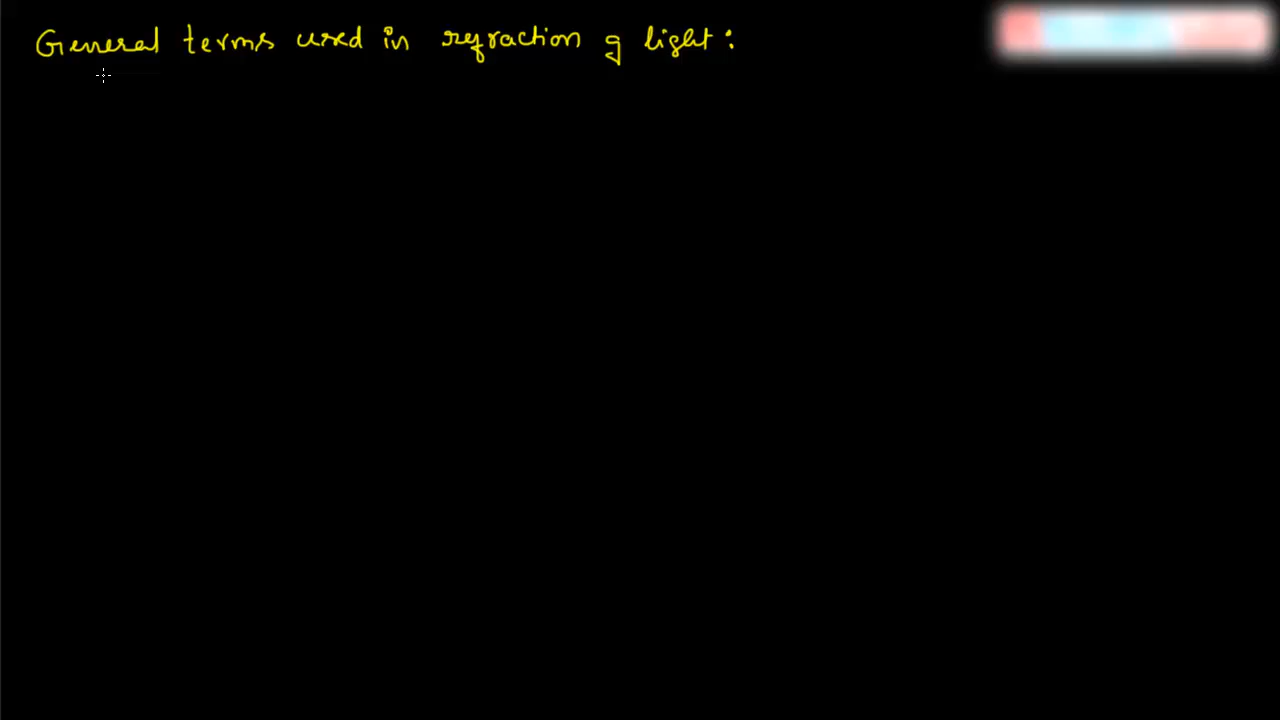 General terms used in refraction of light: